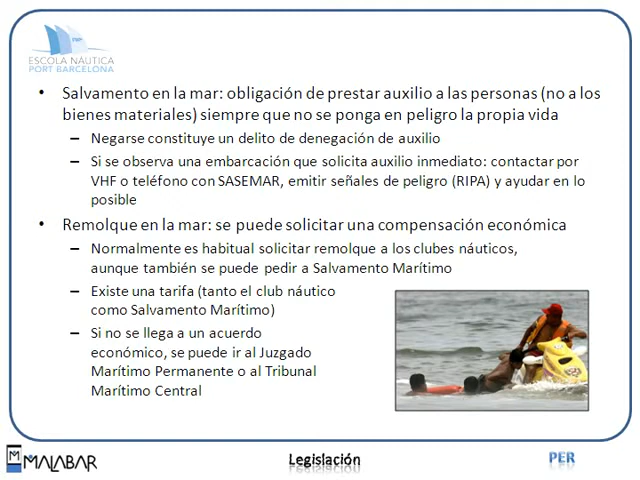 ESCOLA NÀUTICA
PORT BARCELONA
• Salvamento en la mar: obligación de prestar auxilio a las personas (no a los
bienes materiales) siempre que no se ponga en peligro la propia vida
– Negarse constituye un delito de denegación de auxilio
– Si se observa una embarcación que solicita auxilio inmediato: contactar por
VHF o teléfono con SASEMAR, emitir señales de peligro (RIPA) y ayudar en lo
posible
• Remolque en la mar: se puede solicitar una compensación económica
– Normalmente es habitual solicitar remolque a los clubes náuticos,
aunque también se puede pedir a Salvamento Marítimo
– Existe una tarifa (tanto el club náutico
como Salvamento Marítimo)
– Si no se llega a un acuerdo
económico, se puede ir al Juzgado
Marítimo Permanente o al Tribunal
Marítimo Central
MALABAR
Legislación
PER